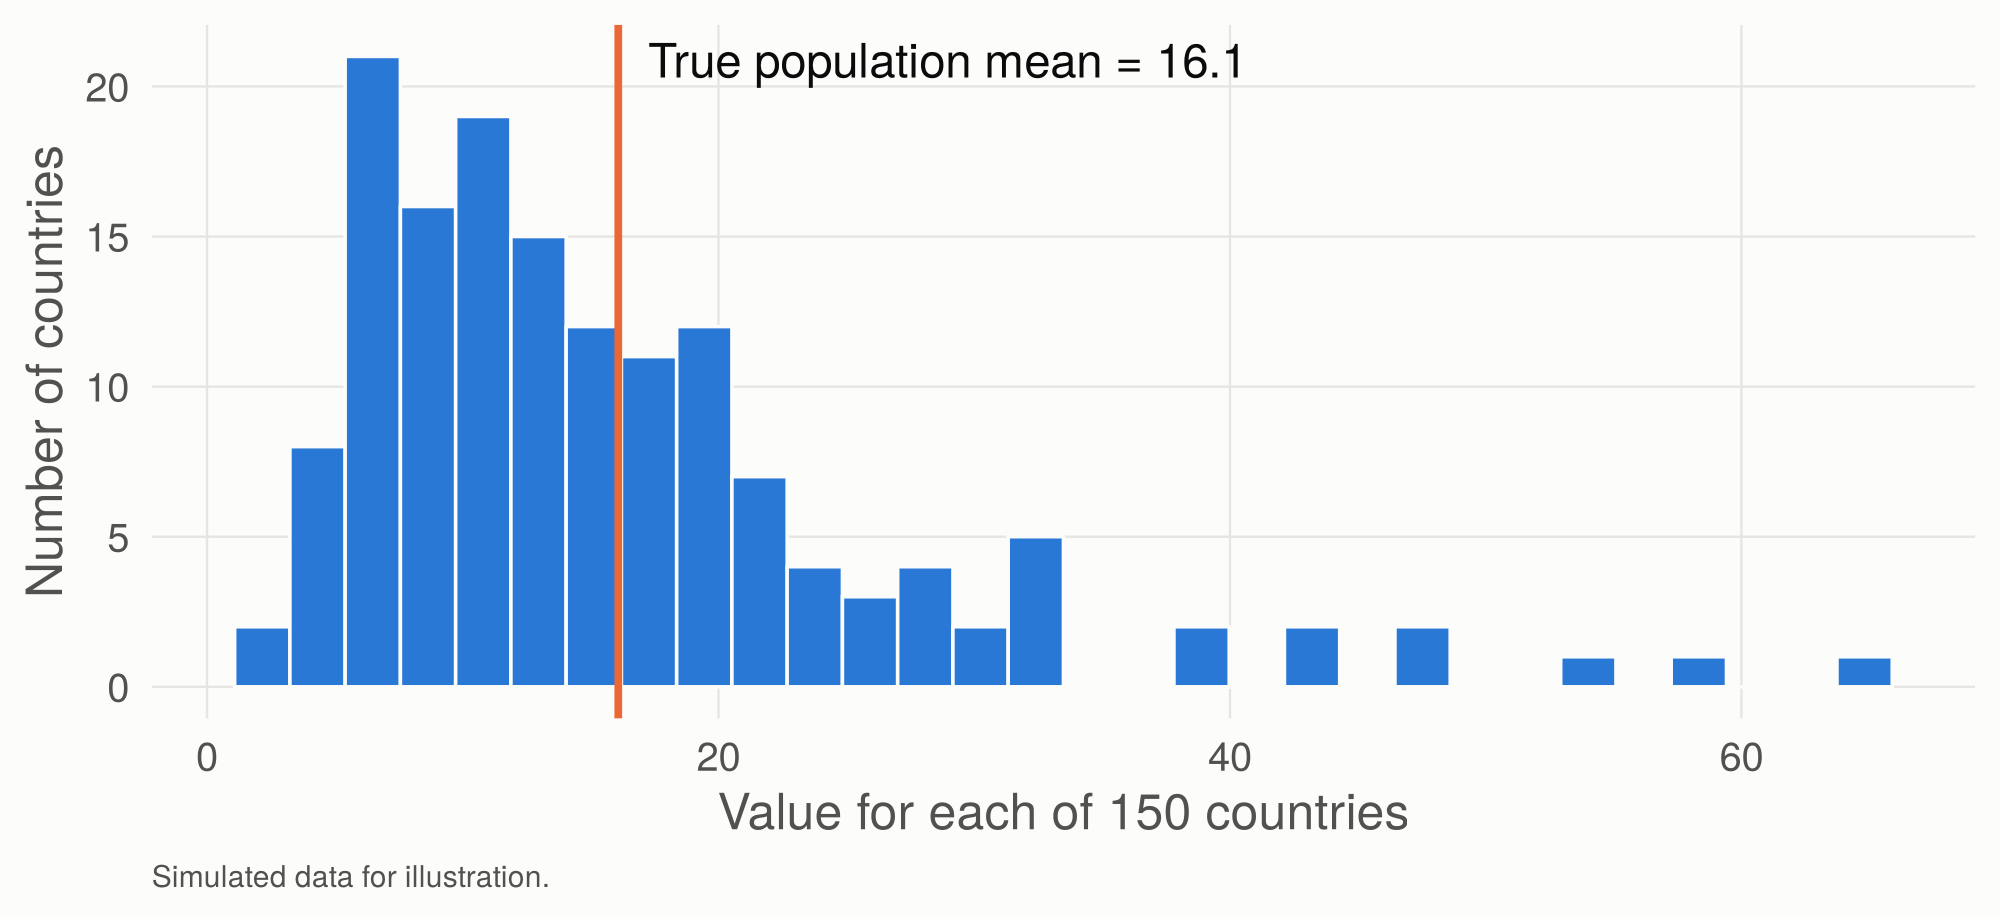 True population mean = 16.1
20
15
10
5
0
Number of countries
0
20
40
60
Value for each of 150 countries
Simulated data for illustration.